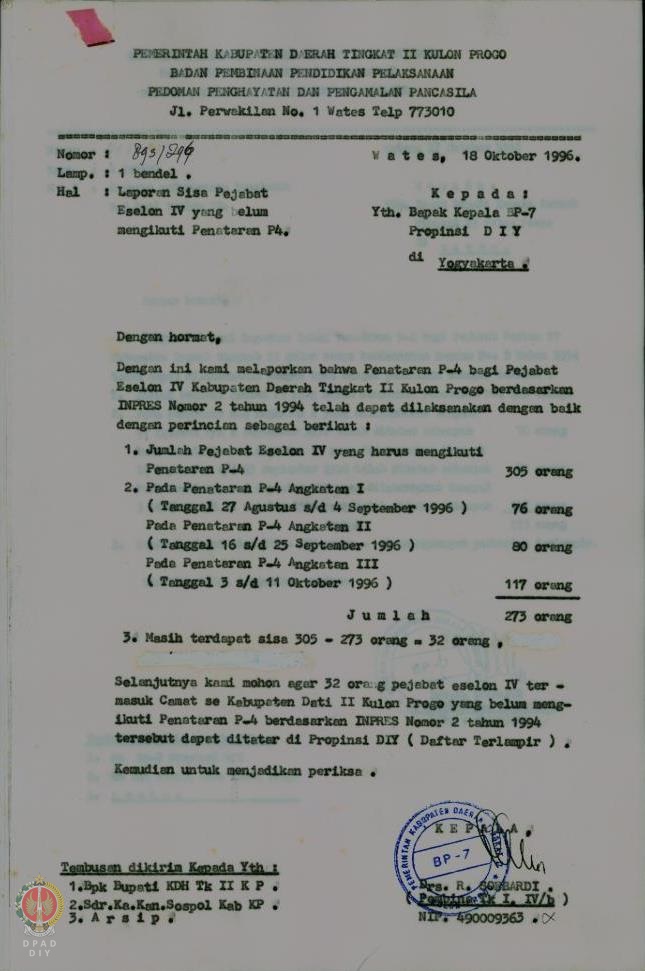 PEMERINTAH KABUPATEN DAERAH TINGKAT II KULON PROGO
BADAN PEMBINAAN PENDIDIKAN PELAKSANAAN
PEDOMAN PENGHAYATAN DAN PENGAMALAN PANCASILA
Jl. Perwakilan No. 1 Wates Telp 773010
Nomor : 893/296
W a t e s, 18 Oktober 1996.
Lamp. : 1 bendel .
Hal : Laporan Sisa Pejabat
Eselon IV yang belum
mengikuti Penataran P4.
K e p a d a :
Yth. Bapak Kepala BP-7
Propinsi D I Y
di Yogyakarta .
Dengan hormat,
Dengan ini kami melaporkan bahwa Penataran P-4 bagi Pejabat
Eselon IV Kabupaten Daerah Tingkat II Kulon Progo berdasarkan
INPRES Nomor 2 tahun 1994 telah dapat dilaksanakan dengan baik
dengan perincian sebagai berikut :
1. Jumlah Pejabat Eselon IV yang harus mengikuti
Penataran P-4 305 orang
2. Pada Penataran P-4 Angkatan I
( Tanggal 27 Agustus s/d 4 September 1996 ) 76 orang
Pada Penataran P-4 Angkatan II
( Tanggal 16 s/d 25 September 1996 ) 80 orang
Pada Penataran P-4 Angkatan III
( Tanggal 3 s/d 11 Oktober 1996 ) 117 orang
J u m l a h 273 orang
3. Masih terdapat sisa 305 - 273 orang = 32 orang .
Selanjutnya kami mohon agar 32 orang pejabat eselon IV ter -
masuk Camat se Kabupaten Dati II Kulon Progo yang belum meng-
ikuti Penataran P-4 berdasarkan INPRES Nomor 2 tahun 1994
tersebut dapat ditatar di Propinsi DIY ( Daftar Terlampir ) .
Kemudian untuk menjadikan periksa .
K E P A L A .
PEMERINTAH KABUPATEN DAERAH
BP-7
Drs. R. SOEBARDI .
( Pembina Tk I. IV/b )
NIP. 490009363 .
Tembusan dikirim Kepada Yth :
1.Bpk Bupati KDH Tk II K P .
2.Sdr.Ka.Kan.Sospol Kab KP .
3. A r s i p .
DPAD
DIY